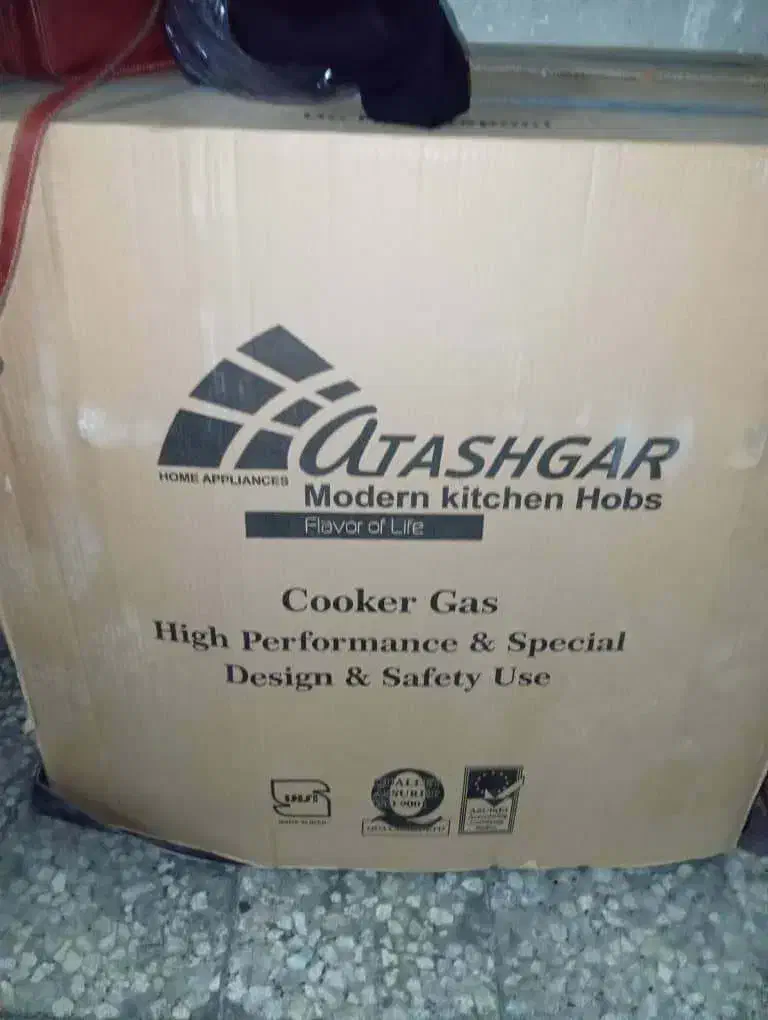 HOME APPLIANCES
ATASHGAR
Modern kitchen Hobs
Flavor of Life
Cooker Gas
High Performance & Special
Design & Safety Use